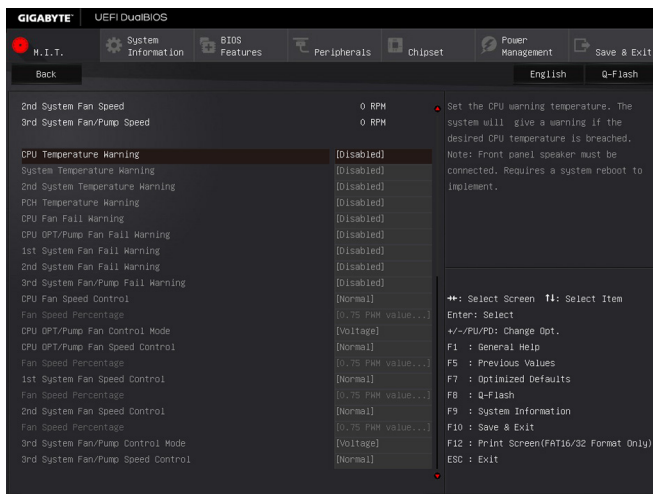 GIGABYTE™ UEFI DualBIOS
M.I.T.
System Information
BIOS Features
Peripherals
Chipset
Power Management
Save & Exit
Back
English
Q-Flash
2nd System Fan Speed 0 RPM
3rd System Fan/Pump Speed 0 RPM
CPU Temperature Warning [Disabled]
System Temperature Warning [Disabled]
2nd System Temperature Warning [Disabled]
PCH Temperature Warning [Disabled]
CPU Fan Fail Warning [Disabled]
CPU OPT/Pump Fan Fail Warning [Disabled]
1st System Fan Fail Warning [Disabled]
2nd System Fan Fail Warning [Disabled]
3rd System Fan/Pump Fail Warning [Disabled]
CPU Fan Speed Control [Normal]
Fan Speed Percentage [0.75 PWM value...]
CPU OPT/Pump Fan Control Mode [Voltage]
CPU OPT/Pump Fan Speed Control [Normal]
Fan Speed Percentage [0.75 PWM value...]
1st System Fan Speed Control [Normal]
Fan Speed Percentage [0.75 PWM value...]
2nd System Fan Speed Control [Normal]
Fan Speed Percentage [0.75 PWM value...]
3rd System Fan/Pump Control Mode [Voltage]
3rd System Fan/Pump Speed Control [Normal]
Set the CPU warning temperature. The
system will give a warning if the
desired CPU temperature is breached.
Note: Front panel speaker must be
connected. Requires a system reboot to
implement.
→←: Select Screen ↑↓: Select Item
Enter: Select
+/-/PU/PD: Change Opt.
F1 : General Help
F5 : Previous Values
F7 : Optimized Defaults
F8 : Q-Flash
F9 : System Information
F10 : Save & Exit
F12 : Print Screen(FAT16/32 Format Only)
ESC : Exit